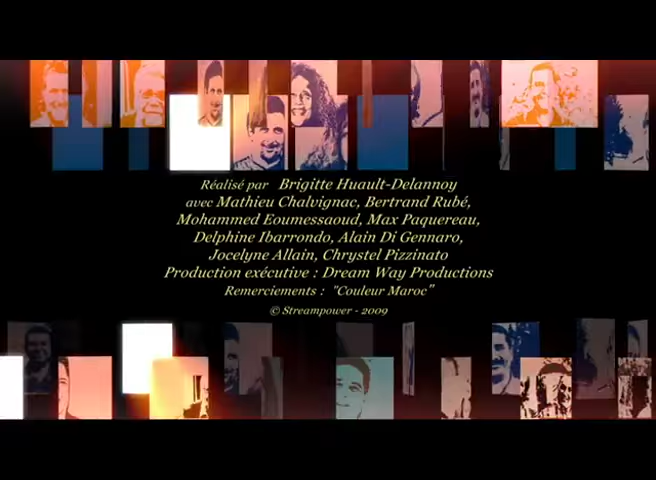 Réalisé par Brigitte Huault-Delannoy
avec Mathieu Chalvignac, Bertrand Rubé,
Mohammed Eoumessaoud, Max Paquereau,
Delphine Ibarrondo, Alain Di Gennaro,
Jocelyne Allain, Chrystel Pizzinato
Production exécutive : Dream Way Productions
Remerciements : "Couleur Maroc"
© Streampower - 2009